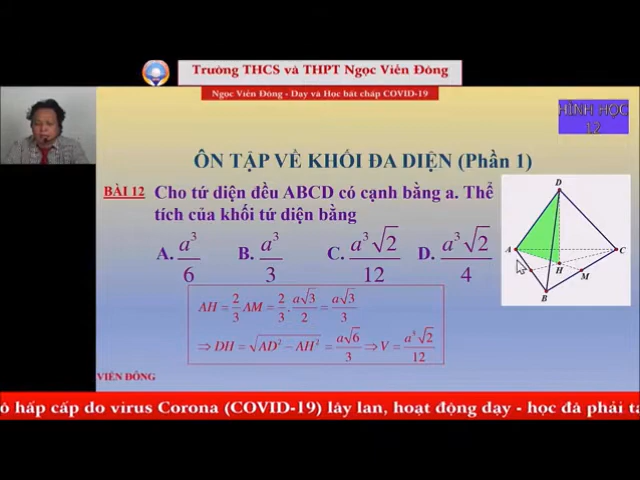 Trường THCS và THPT Ngọc Viễn Đông
Ngọc Viễn Đông - Dạy và Học bất chấp COVID-19
HÌNH HỌC
12
ÔN TẬP VỀ KHỐI ĐA DIỆN (Phần 1)
BÀI 12 Cho tứ diện đều ABCD có cạnh bằng a. Thể
tích của khối tứ diện bằng
A. a³/6 B. a³/3 C. a³√2/12 D. a³√2/4
D
A
C
H
M
B
AH = 2/3 AM = 2/3 . a√3/2 = a√3/3
⇒ DH = √(AD² − AH²) = a√6/3 ⇒ V = a³√2/12
VIỄN ĐÔNG
hấp cấp do virus Corona (COVID-19) lây lan, hoạt động dạy - học đã phải